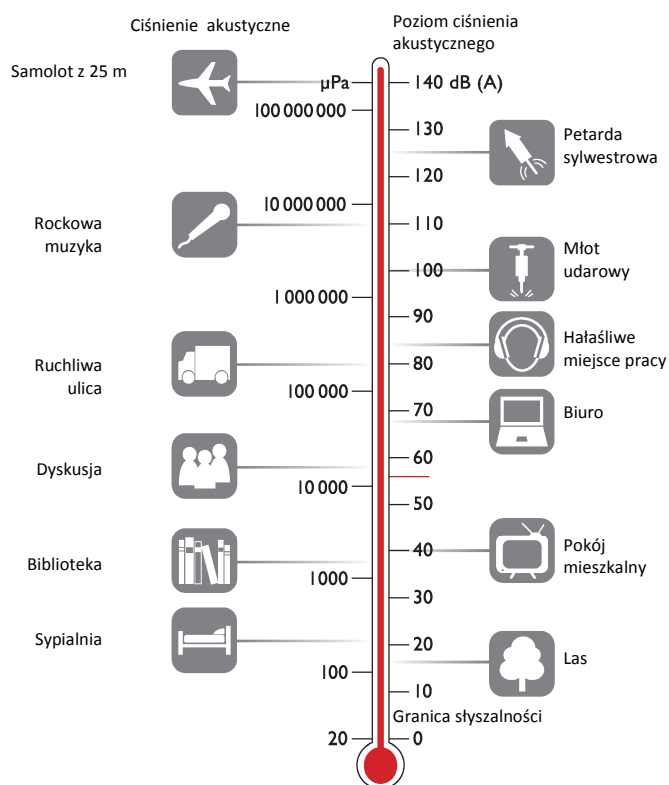 Ciśnienie akustyczne
Poziom ciśnienia
akustycznego
Samolot z 25 m
µPa
140 dB (A)
100 000 000
130
Petarda
sylwestrowa
120
10 000 000
110
Rockowa
muzyka
Młot
udarowy
100
1 000 000
90
Hałaśliwe
miejsce pracy
80
Ruchliwa
ulica
100 000
70
Biuro
60
Dyskusja
10 000
50
Pokój
mieszkalny
40
Biblioteka
1000
30
Sypialnia
20
Las
100
10
Granica słyszalności
20
0